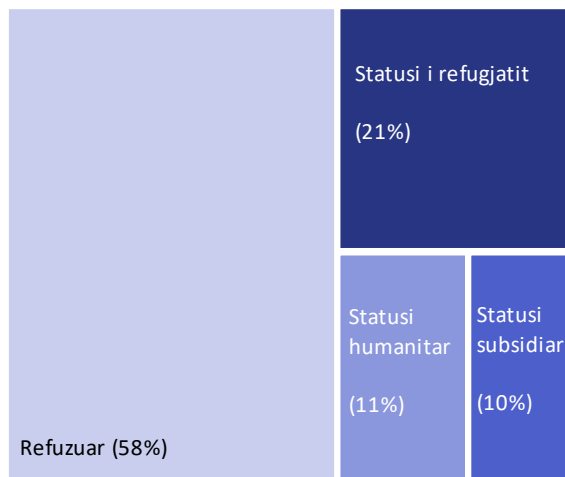 Statusi i refugjatit
(21%)
Statusi
humanitar
(11%)
Statusi
subsidiar
(10%)
Refuzuar (58%)